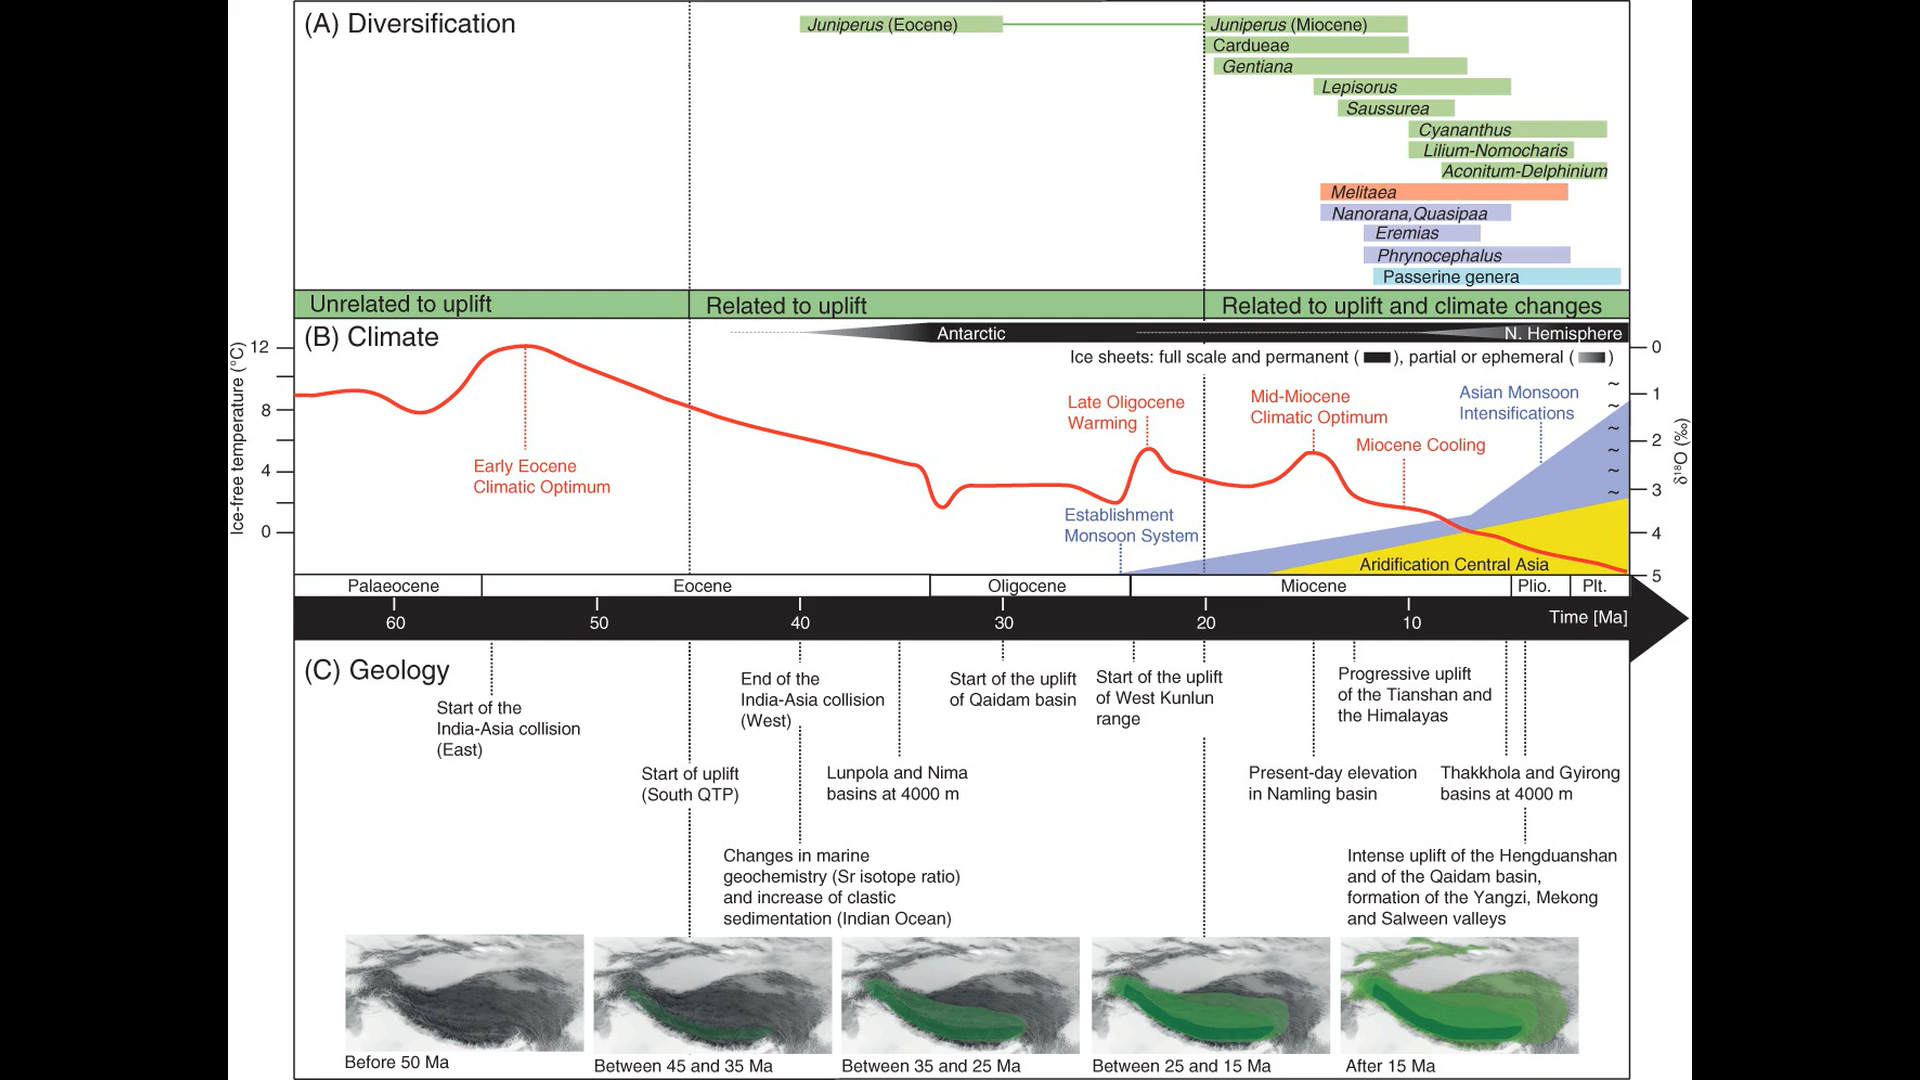 (A) Diversification
Juniperus (Eocene)
Juniperus (Miocene)
Cardueae
Gentiana
Lepisorus
Saussurea
Cyananthus
Lilium-Nomocharis
Aconitum-Delphinium
Melitaea
Nanorana,Quasipaa
Eremias
Phrynocephalus
Passerine genera
Unrelated to uplift
Related to uplift
Related to uplift and climate changes
(B) Climate
Antarctic
N. Hemisphere
Ice sheets: full scale and permanent ( ), partial or ephemeral ( )
Ice-free temperature (°C)
12
8
4
0
Early Eocene
Climatic Optimum
Late Oligocene
Warming
Mid-Miocene
Climatic Optimum
Miocene Cooling
Asian Monsoon
Intensifications
Establishment
Monsoon System
Aridification Central Asia
~
~
~
~
~
~
0
1
2
3
4
5
δ¹⁸O (‰)
Palaeocene
Eocene
Oligocene
Miocene
Plio.
Plt.
60
50
40
30
20
10
Time [Ma]
(C) Geology
Start of the
India-Asia collision
(East)
Start of uplift
(South QTP)
End of the
India-Asia collision
(West)
Lunpola and Nima
basins at 4000 m
Changes in marine
geochemistry (Sr isotope ratio)
and increase of clastic
sedimentation (Indian Ocean)
Start of the uplift
of Qaidam basin
Start of the uplift
of West Kunlun
range
Progressive uplift
of the Tianshan and
the Himalayas
Present-day elevation
in Namling basin
Thakkhola and Gyirong
basins at 4000 m
Intense uplift of the Hengduanshan
and of the Qaidam basin,
formation of the Yangzi, Mekong
and Salween valleys
Before 50 Ma
Between 45 and 35 Ma
Between 35 and 25 Ma
Between 25 and 15 Ma
After 15 Ma